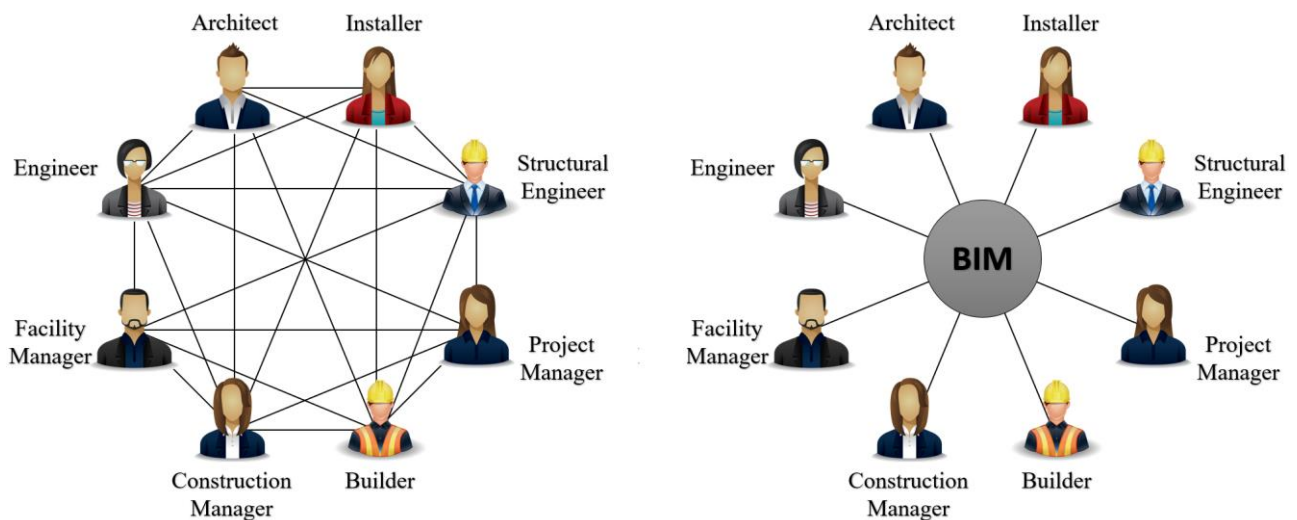 Architect
Installer
Engineer
Structural
Engineer
Facility
Manager
Project
Manager
Construction
Manager
Builder
Architect
Installer
Engineer
Structural
Engineer
BIM
Facility
Manager
Project
Manager
Construction
Manager
Builder